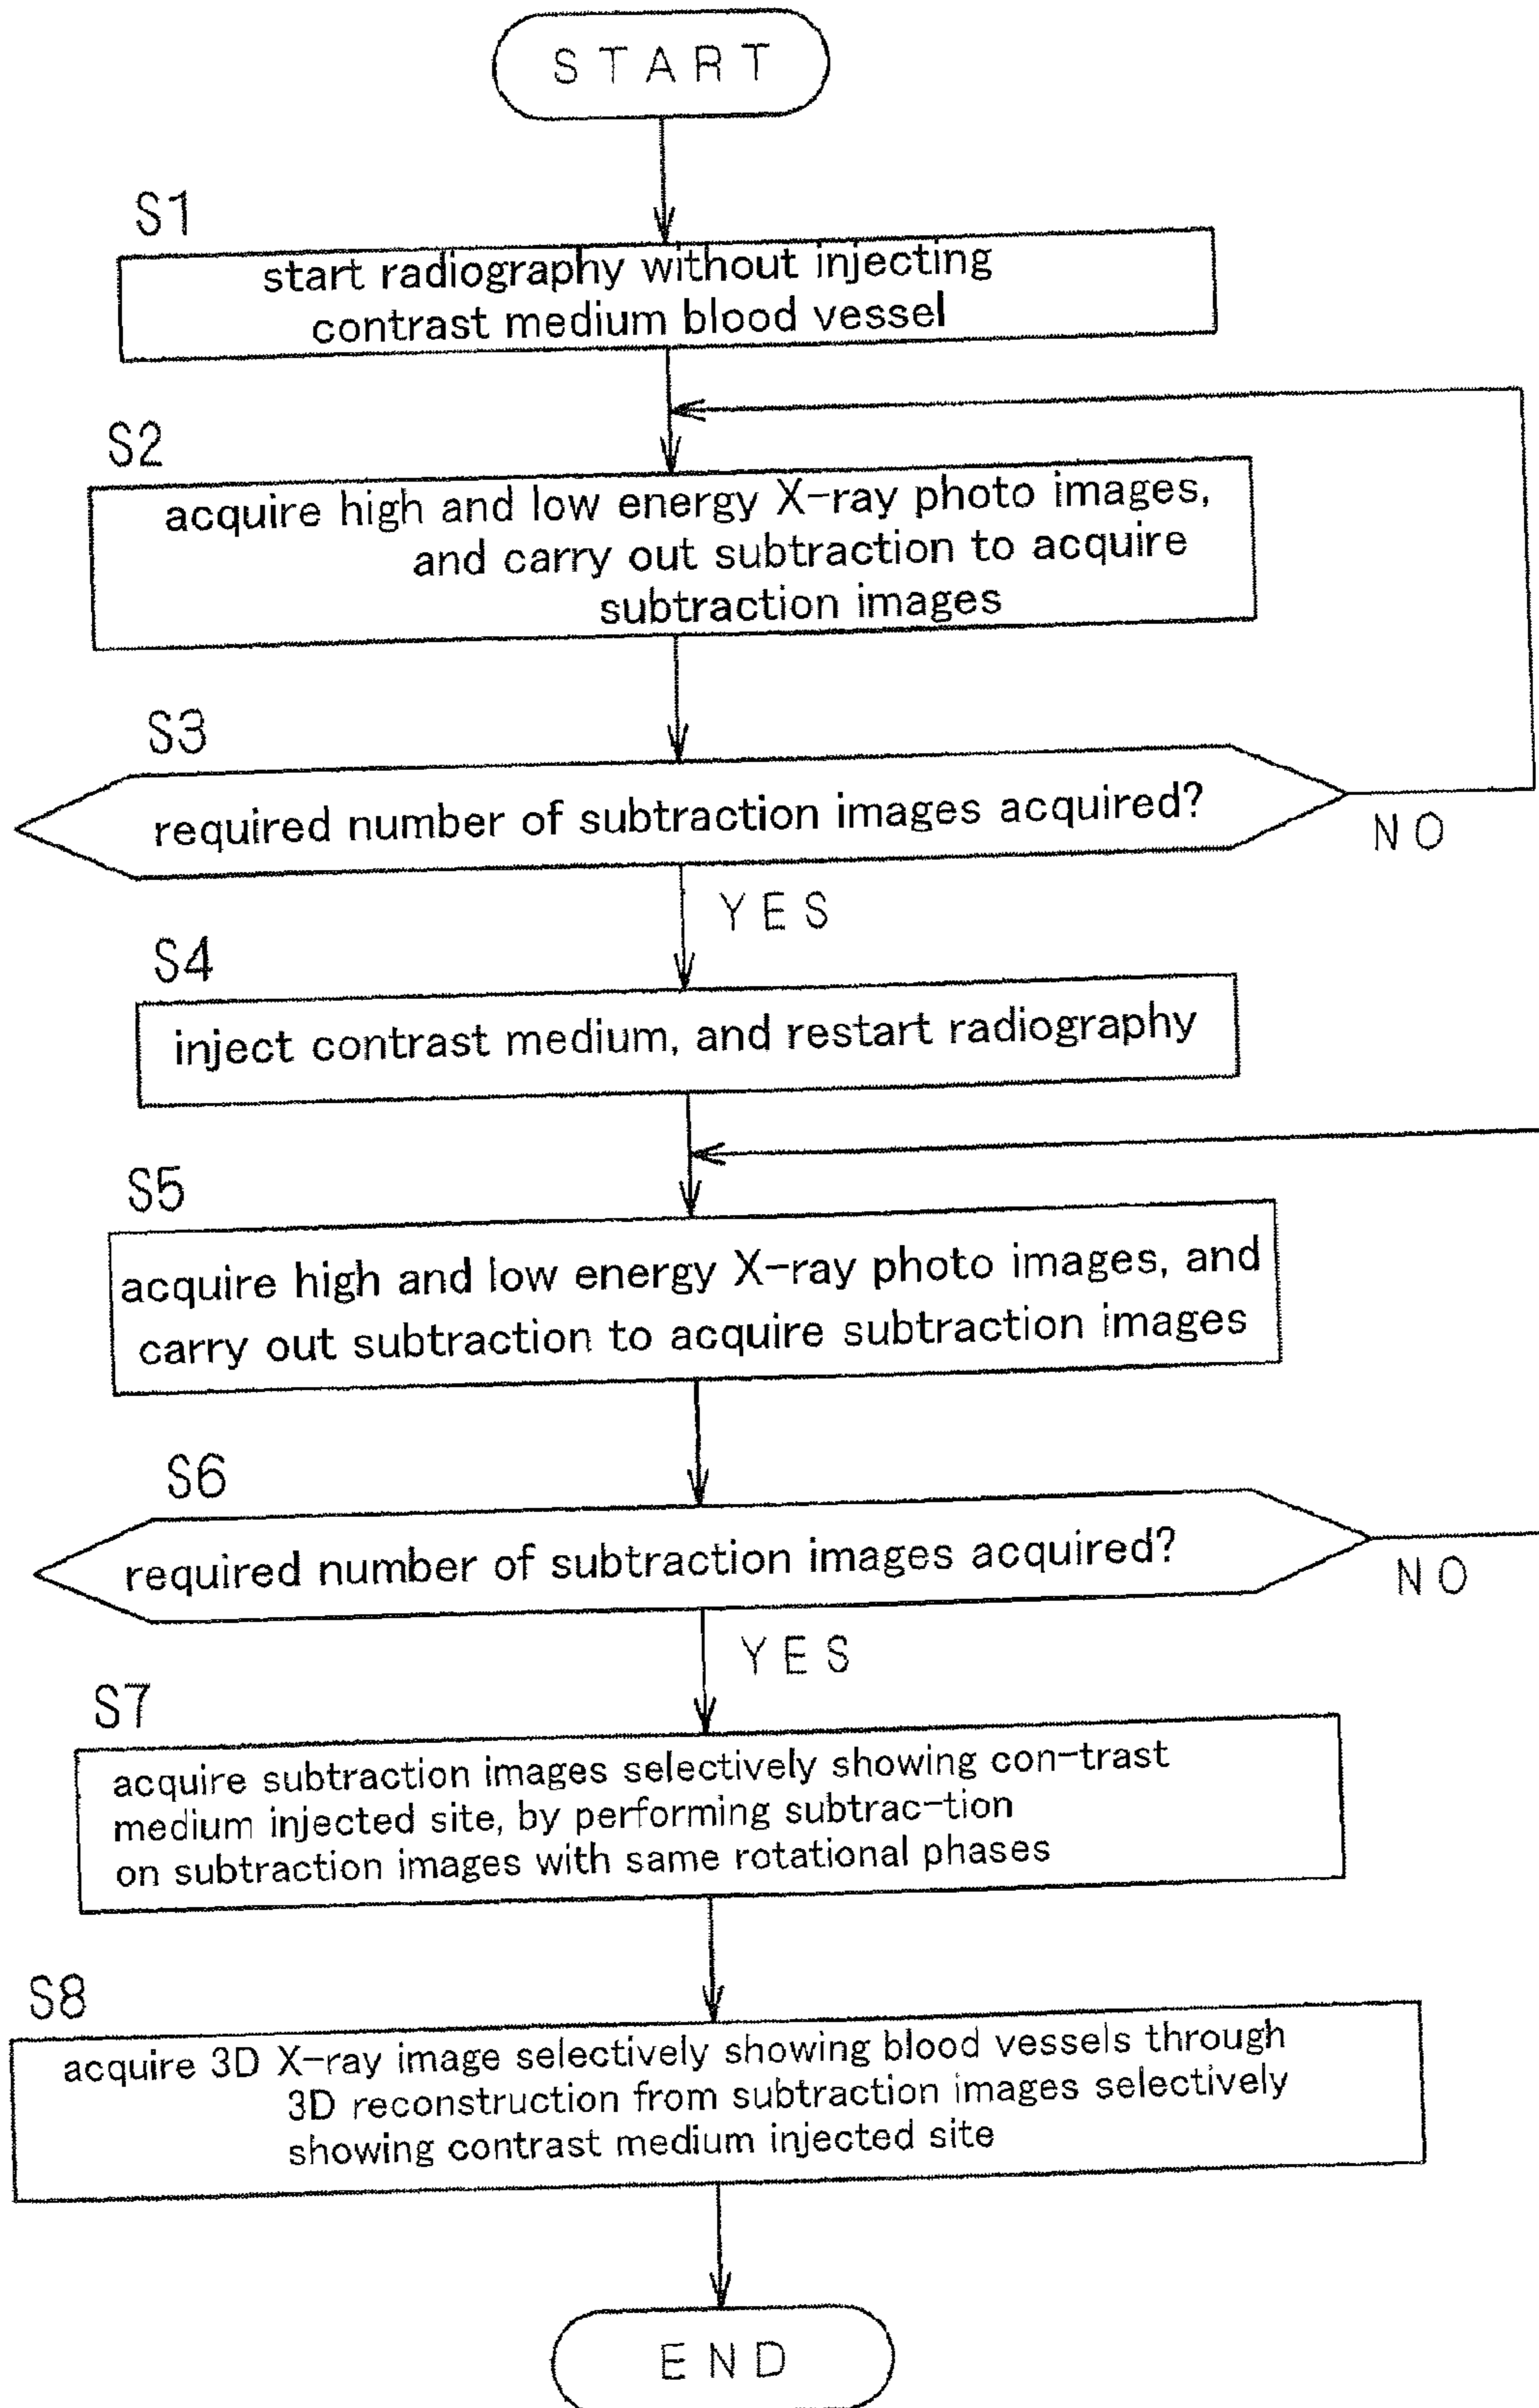 START
S1
start radiography without injecting
contrast medium blood vessel
S2
acquire high and low energy X-ray photo images,
and carry out subtraction to acquire
subtraction images
S3
required number of subtraction images acquired?
NO
YES
S4
inject contrast medium, and restart radiography
S5
acquire high and low energy X-ray photo images, and
carry out subtraction to acquire subtraction images
S6
required number of subtraction images acquired?
NO
YES
S7
acquire subtraction images selectively showing con-trast
medium injected site, by performing subtrac-tion
on subtraction images with same rotational phases
S8
acquire 3D X-ray image selectively showing blood vessels through
3D reconstruction from subtraction images selectively
showing contrast medium injected site
END